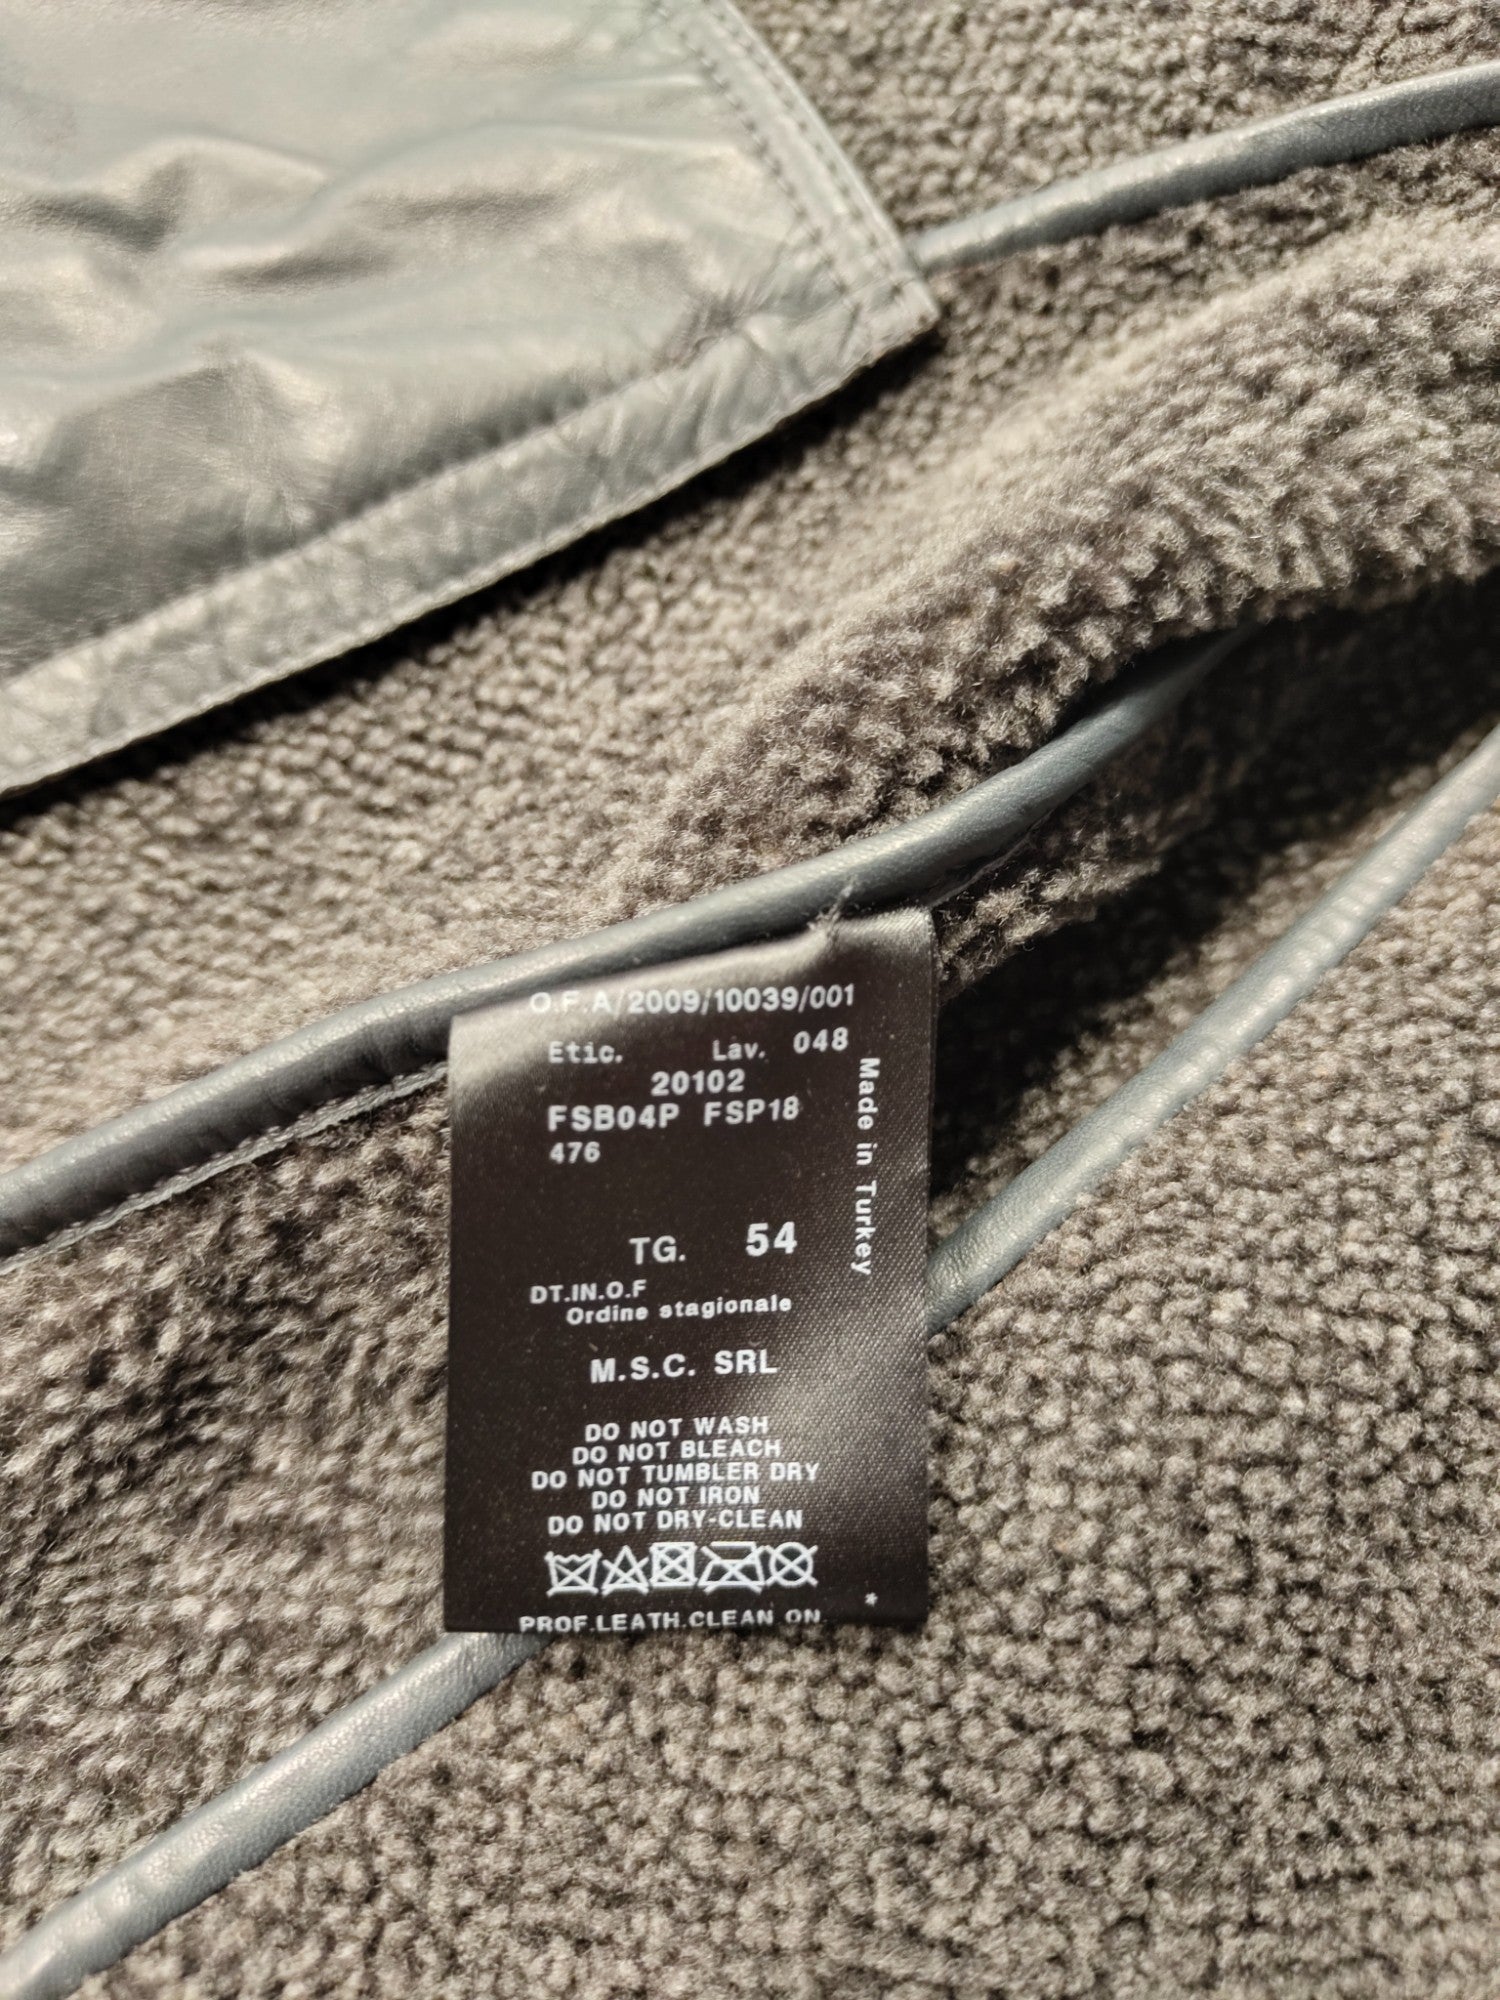 O.F.A/2009/10039/001
Etic. Lav. 048
20102
FSB04P FSP18
476
Made in Turkey
TG. 54
DT.IN.O.F
Ordine stagionale
M.S.C. SRL
DO NOT WASH
DO NOT BLEACH
DO NOT TUMBLER DRY
DO NOT IRON
DO NOT DRY-CLEAN
*
PROF.LEATH.CLEAN ON.